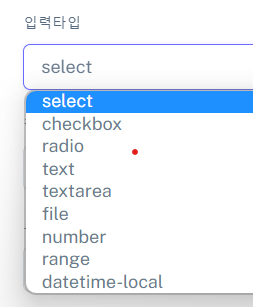 입력타입
select
select
checkbox
radio
text
textarea
file
number
range
datetime-local